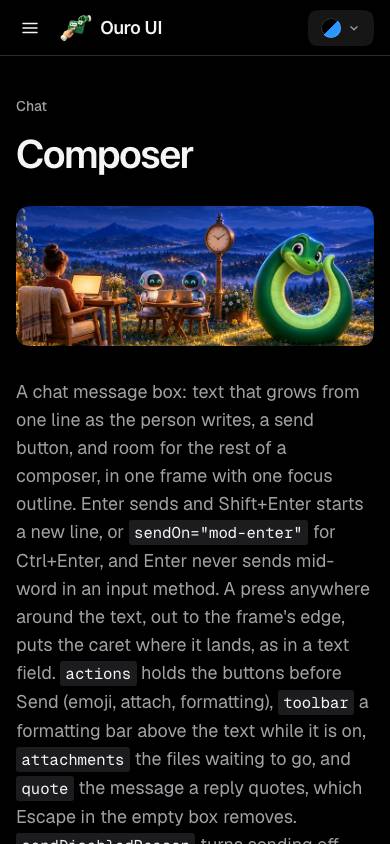 Ouro UI
Chat
Composer
A chat message box: text that grows from
one line as the person writes, a send
button, and room for the rest of a
composer, in one frame with one focus
outline. Enter sends and Shift+Enter starts
a new line, or sendOn="mod-enter" for
Ctrl+Enter, and Enter never sends mid-
word in an input method. A press anywhere
around the text, out to the frame's edge,
puts the caret where it lands, as in a text
field. actions holds the buttons before
Send (emoji, attach, formatting), toolbar a
formatting bar above the text while it is on,
attachments the files waiting to go, and
quote the message a reply quotes, which
Escape in the empty box removes.
sendDisabledReason turns sending off